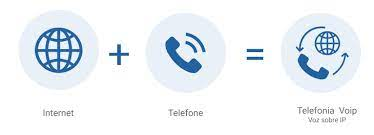 Internet
Telefone
Telefonia Voip
Voz sobre IP